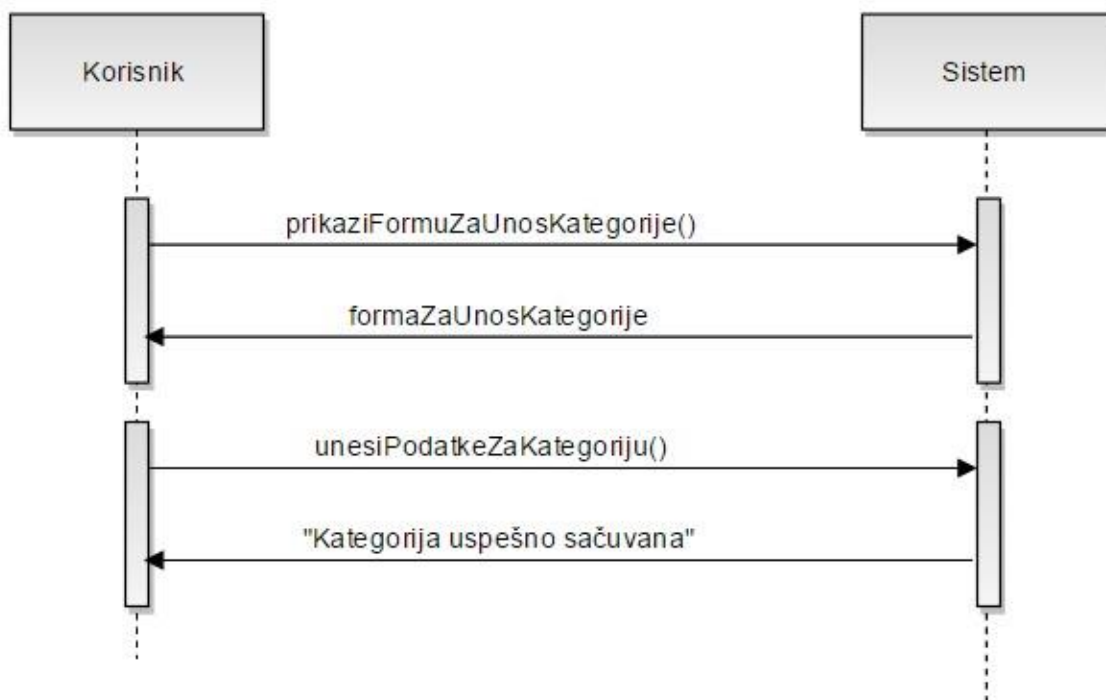 Korisnik
Sistem
prikaziFormuZaUnosKategorije()
formaZaUnosKategorije
unesiPodatkeZaKategoriju()
"Kategorija uspešno sačuvana"